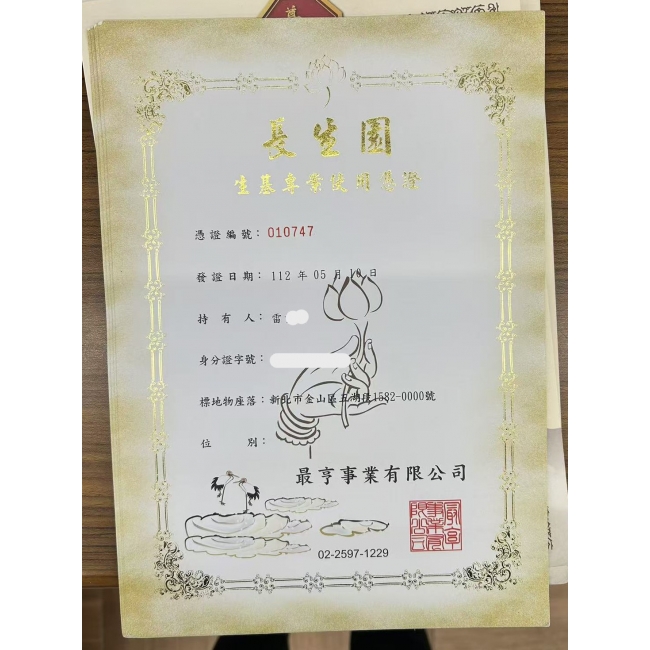 長生園
生基專案使用憑證
憑證編號：010747
發證日期：112 年 05 月 10 日
持有人：雷
身分證字號：
標地物座落：新北市金山區五湖段1582-0000號
位別：
最亨事業有限公司
02-2597-1229